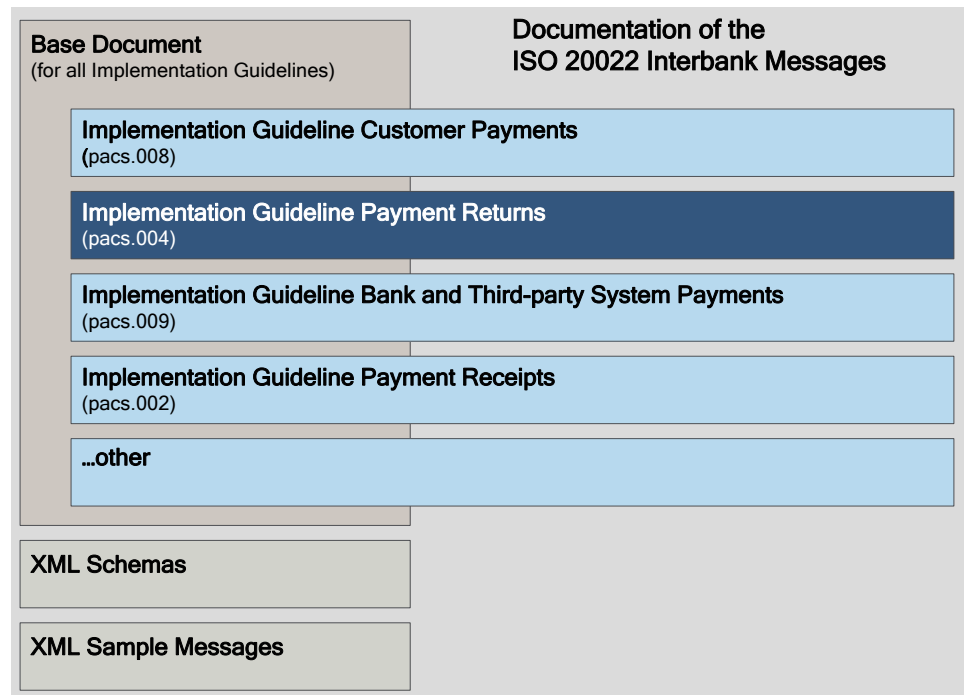 Base Document
(for all Implementation Guidelines)
Documentation of the
ISO 20022 Interbank Messages
Implementation Guideline Customer Payments
(pacs.008)
Implementation Guideline Payment Returns
(pacs.004)
Implementation Guideline Bank and Third-party System Payments
(pacs.009)
Implementation Guideline Payment Receipts
(pacs.002)
...other
XML Schemas
XML Sample Messages